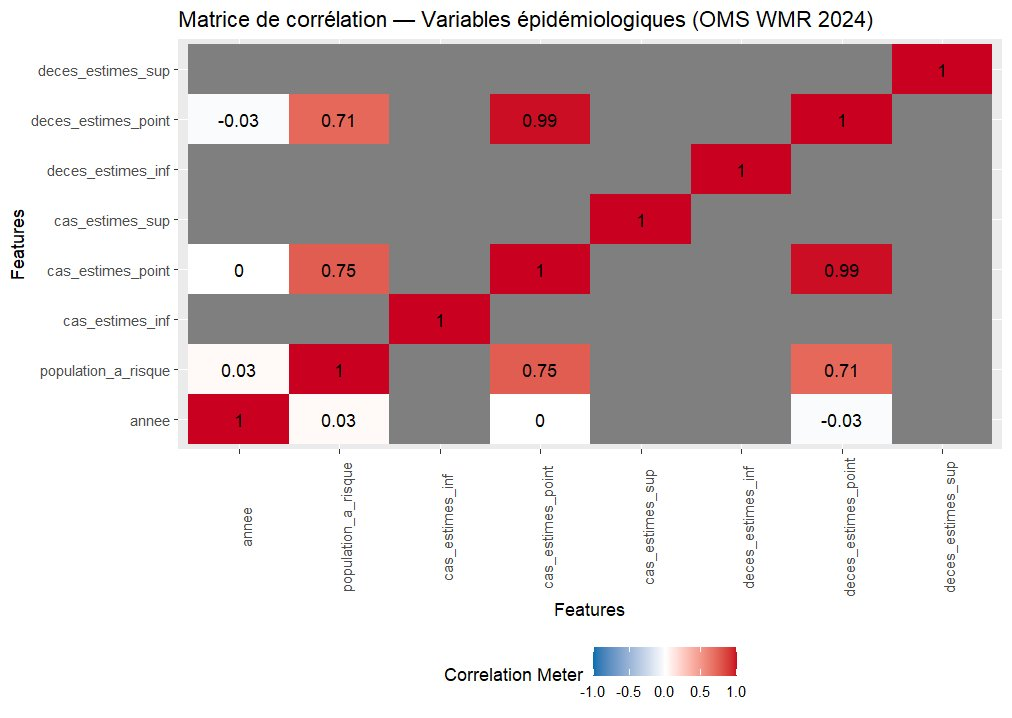 Matrice de corrélation — Variables épidémiologiques (OMS WMR 2024)
Features
deces_estimes_sup
1
deces_estimes_point
-0.03
0.71
0.99
1
deces_estimes_inf
1
cas_estimes_sup
1
cas_estimes_point
0
0.75
1
0.99
cas_estimes_inf
1
population_a_risque
0.03
1
0.75
0.71
annee
1
0.03
0
-0.03
annee
population_a_risque
cas_estimes_inf
cas_estimes_point
cas_estimes_sup
deces_estimes_inf
deces_estimes_point
deces_estimes_sup
Features
Correlation Meter
-1.0 -0.5 0.0 0.5 1.0